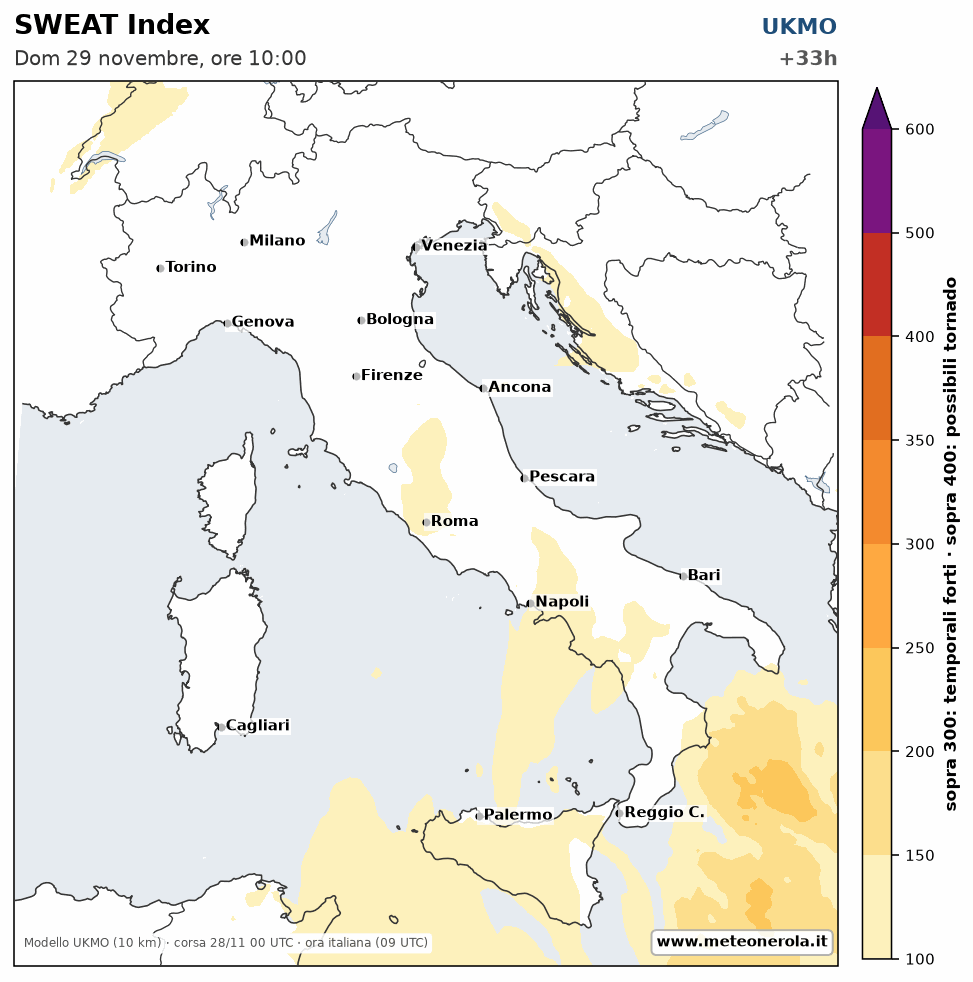 SWEAT Index
UKMO
Dom 29 novembre, ore 10:00
+33h
600
500
400
350
300
250
200
150
100
sopra 300: temporali forti · sopra 400: possibili tornado
Milano
Venezia
Torino
Genova
Bologna
Firenze
Ancona
Pescara
Roma
Bari
Napoli
Cagliari
Palermo
Reggio C.
Modello UKMO (10 km) · corsa 28/11 00 UTC · ora italiana (09 UTC)
www.meteonerola.it